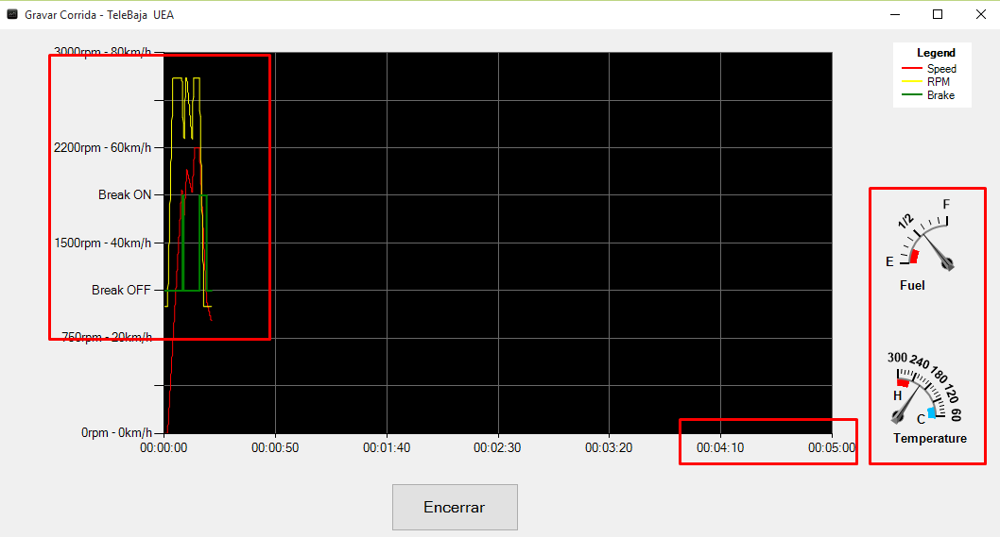 Gravar Corrida - TeleBaja  UEA
3000rpm - 80km/h
2200rpm - 60km/h
Break ON
1500rpm - 40km/h
Break OFF
750rpm - 20km/h
0rpm - 0km/h
00:00:00 00:00:50 00:01:40 00:02:30 00:03:20 00:04:10 00:05:00
Legend
Speed
RPM
Brake
E 1/2 F
Fuel
300 240 180 120 60
H C
Temperature
Encerrar